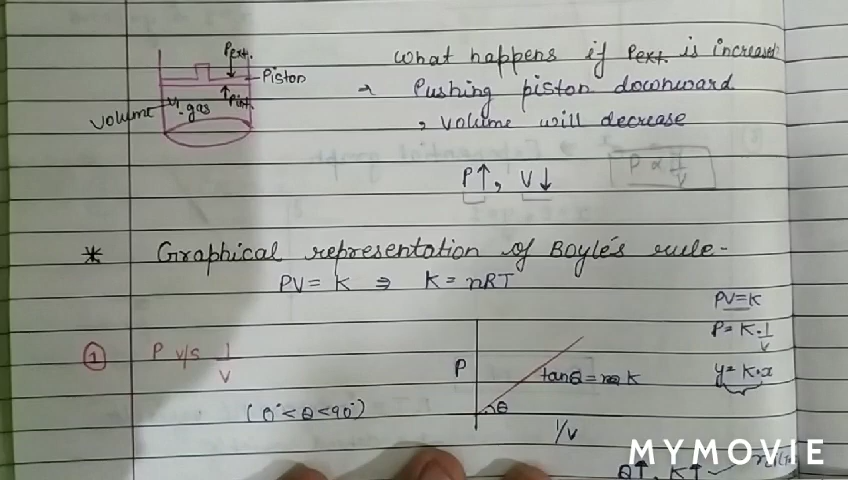 Pext.
What happens if Pext. is increased
Piston
→ Pushing piston downward
↑Pint.
gas
Volume
, volume will decrease
P↑, V↓
P ∝ 1/V
* Graphical representation of Boyle's rule-
PV = K ⇒ K = nRT
PV=K
P = K·1/V
① P v/s 1/V
P
tanθ = K
y = K·x
(0°<θ<90°)
θ
1/V
MYMOVIE
θ↑, K↑